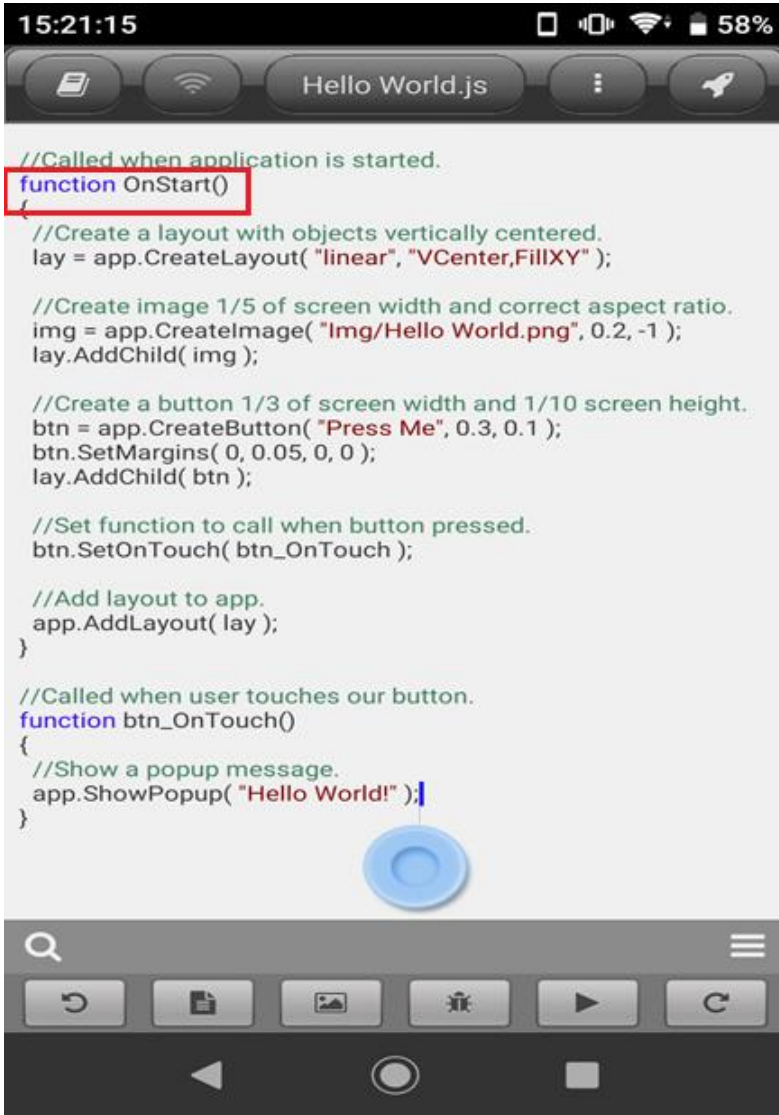 15:21:15
58%
Hello World.js
//Called when application is started.
function OnStart()
{
//Create a layout with objects vertically centered.
lay = app.CreateLayout( "linear", "VCenter,FillXY" );
//Create image 1/5 of screen width and correct aspect ratio.
img = app.CreateImage( "Img/Hello World.png", 0.2, -1 );
lay.AddChild( img );
//Create a button 1/3 of screen width and 1/10 screen height.
btn = app.CreateButton( "Press Me", 0.3, 0.1 );
btn.SetMargins( 0, 0.05, 0, 0 );
lay.AddChild( btn );
//Set function to call when button pressed.
btn.SetOnTouch( btn_OnTouch );
//Add layout to app.
app.AddLayout( lay );
}
//Called when user touches our button.
function btn_OnTouch()
{
//Show a popup message.
app.ShowPopup( "Hello World!" );
}